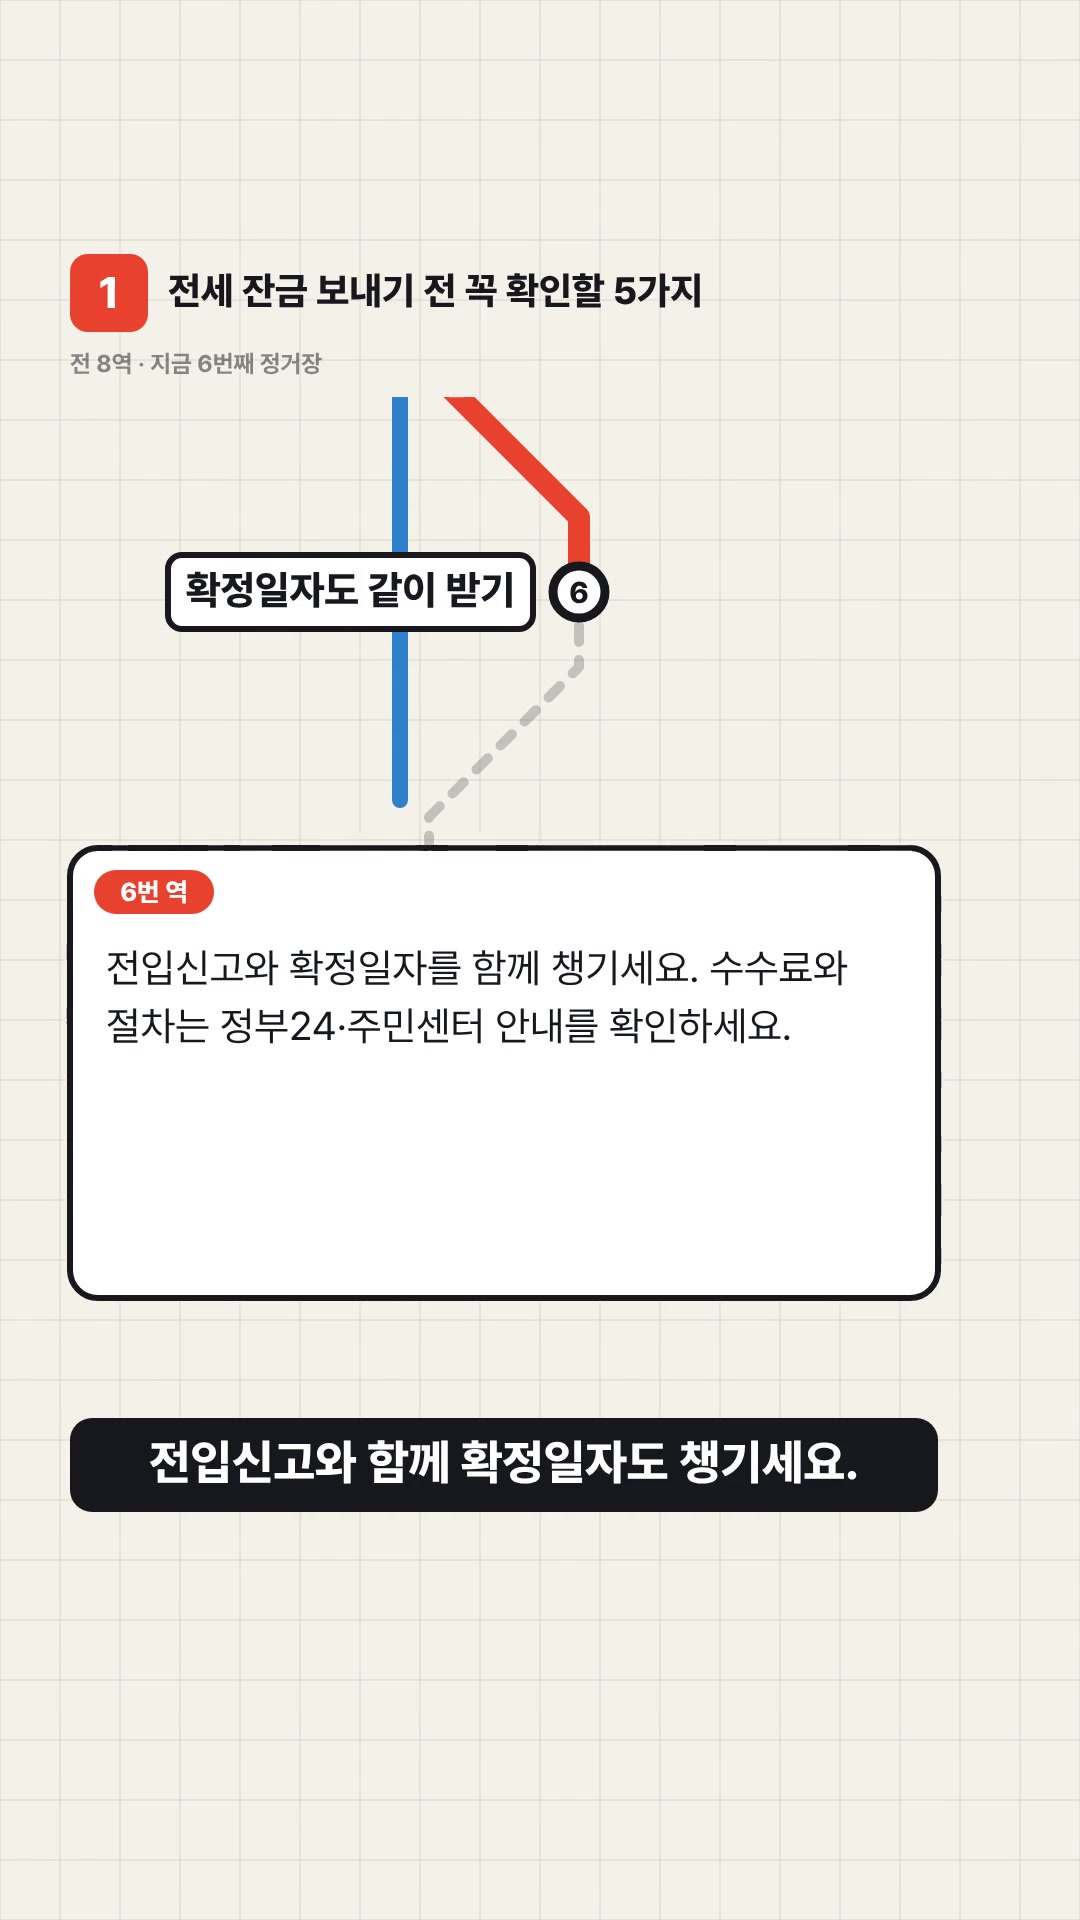 1
전세 잔금 보내기 전 꼭 확인할 5가지
전 8역 · 지금 6번째 정거장
확정일자도 같이 받기
6
6번 역
전입신고와 확정일자를 함께 챙기세요. 수수료와
절차는 정부24·주민센터 안내를 확인하세요.
전입신고와 함께 확정일자도 챙기세요.